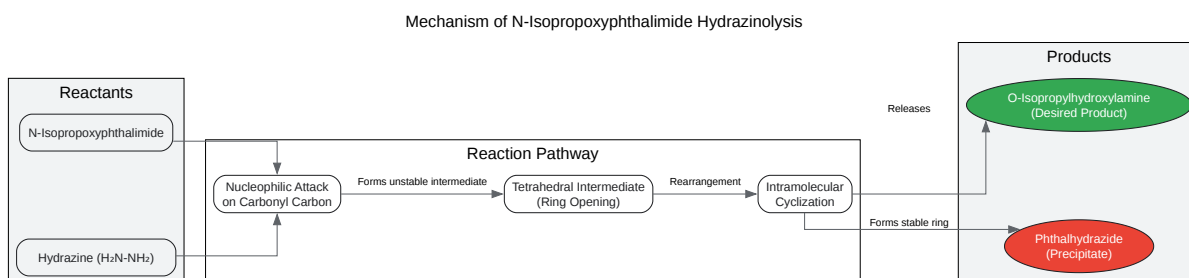 Mechanism of N-Isopropoxyphthalimide Hydrazinolysis
Reactants
N-Isopropoxyphthalimide
Hydrazine (H₂N-NH₂)
Reaction Pathway
Nucleophilic Attack
on Carbonyl Carbon
Forms unstable intermediate
Tetrahedral Intermediate
(Ring Opening)
Rearrangement
Intramolecular
Cyclization
Releases
Forms stable ring
Products
O-Isopropylhydroxylamine
(Desired Product)
Phthalhydrazide
(Precipitate)